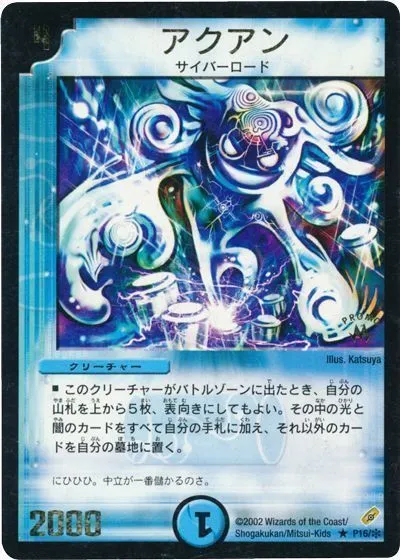 アクアン
サイバーロード
PROMO
Illus. Katsuya
クリーチャー
■ このクリーチャーがバトルゾーンに出たとき、自分の
山札を上から5枚、表向きにしてもよい。その中の光と
闇のカードをすべて自分の手札に加え、それ以外のカー
ドを自分の墓地に置く。
にひひひ。中立が一番儲かるのさ。
2000
1
©2002 Wizards of the Coast/
Shogakukan/Mitsui-Kids ★ P16/